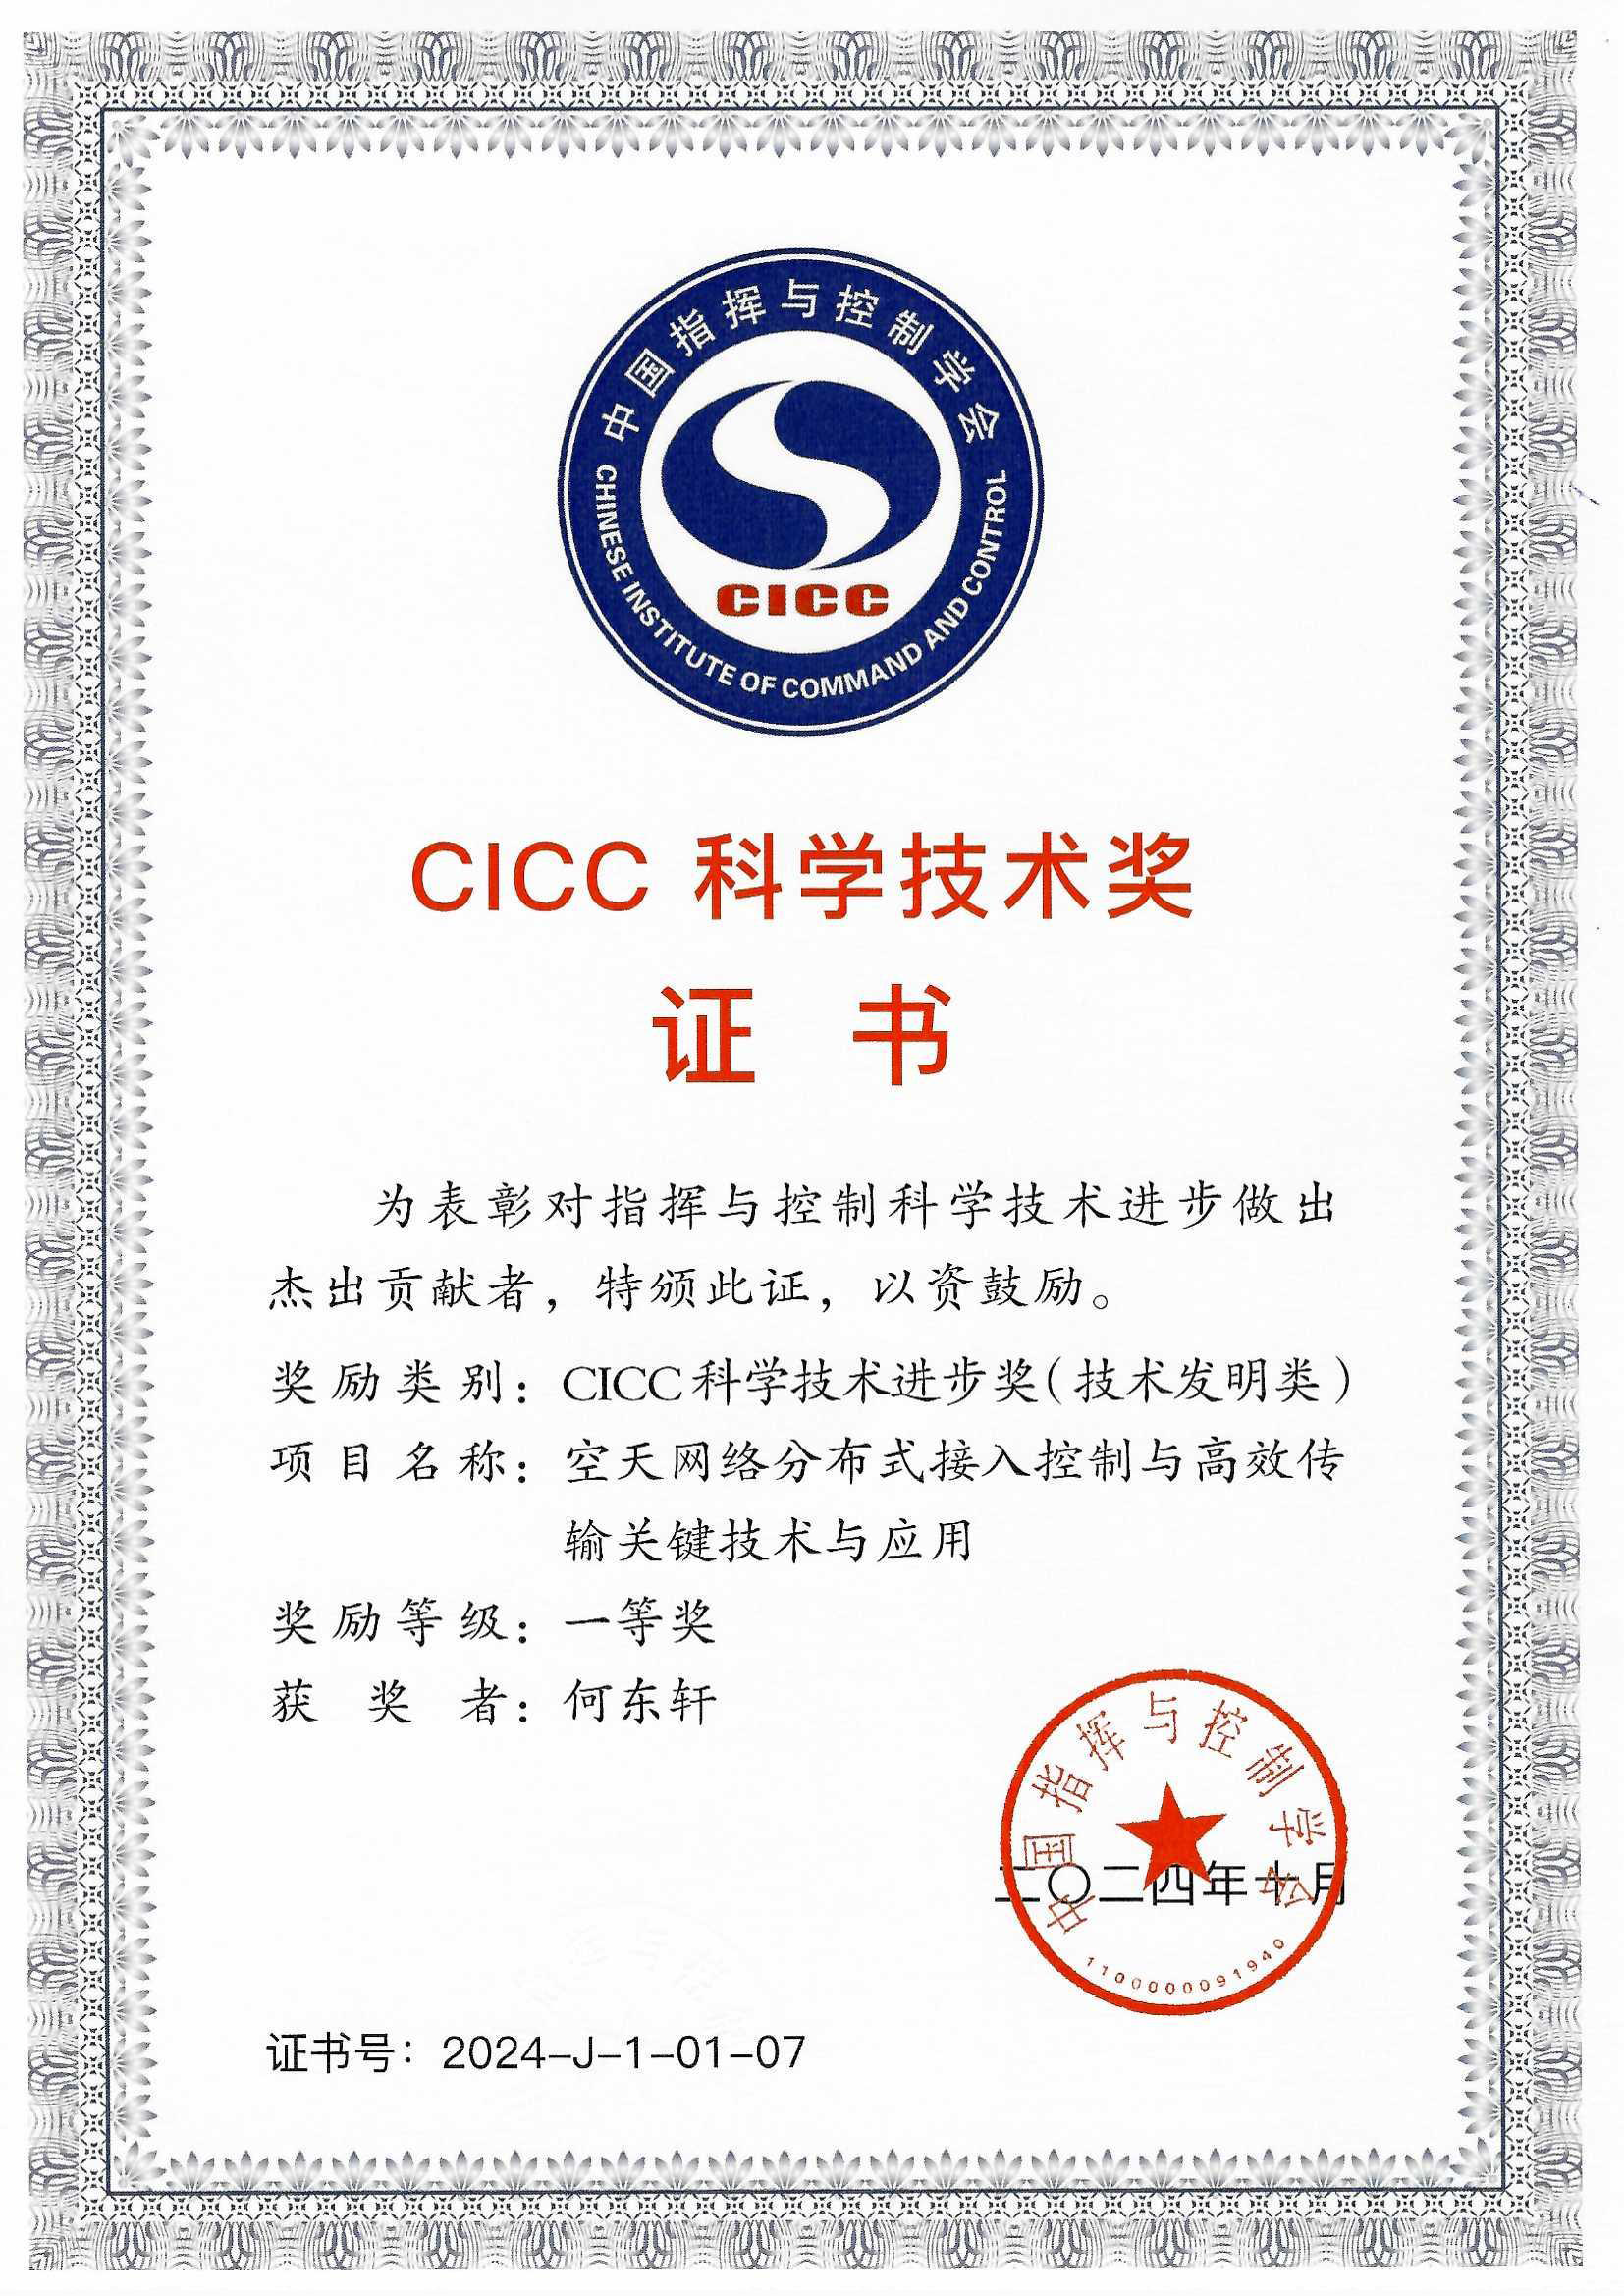 中国指挥与控制学会
CHINESE INSTITUTE OF COMMAND AND CONTROL
CICC
CICC 科学技术奖
证 书
为表彰对指挥与控制科学技术进步做出
杰出贡献者，特颁此证，以资鼓励。
奖励类别：CICC科学技术进步奖（技术发明类）
项目名称：空天网络分布式接入控制与高效传
输关键技术与应用
奖励等级：一等奖
获 奖 者：何东轩
中国指挥与控制学会
二〇二四年十月
1100000091940
证书号：2024-J-1-01-07